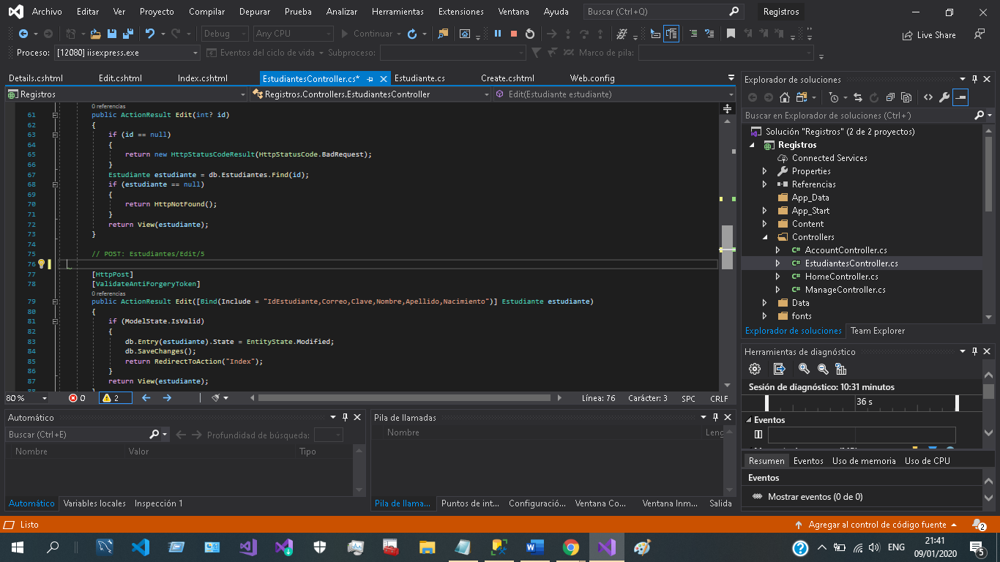 Archivo Editar Ver Proyecto Compilar Depurar Prueba Analizar Herramientas Extensiones Ventana Ayuda Buscar (Ctrl+Q) Registros
Debug Any CPU Continuar Live Share
Proceso: [12080] iisexpress.exe Eventos del ciclo de vida Subproceso: Marco de pila:
Details.cshtml Edit.cshtml Index.cshtml EstudiantesController.cs* Estudiante.cs Create.cshtml Web.config
Registros Registros.Controllers.EstudiantesController Edit(Estudiante estudiante)
0 referencias
61 public ActionResult Edit(int? id)
62 {
63 if (id == null)
64 {
65 return new HttpStatusCodeResult(HttpStatusCode.BadRequest);
66 }
67 Estudiante estudiante = db.Estudiantes.Find(id);
68 if (estudiante == null)
69 {
70 return HttpNotFound();
71 }
72 return View(estudiante);
73 }
74
75 // POST: Estudiantes/Edit/5
76
77 [HttpPost]
78 [ValidateAntiForgeryToken]
0 referencias
79 public ActionResult Edit([Bind(Include = "IdEstudiante,Correo,Clave,Nombre,Apellido,Nacimiento")] Estudiante estudiante)
80 {
81 if (ModelState.IsValid)
82 {
83 db.Entry(estudiante).State = EntityState.Modified;
84 db.SaveChanges();
85 return RedirectToAction("Index");
86 }
87 return View(estudiante);
88 }
80 % 0 2 Línea: 76 Carácter: 3 SPC CRLF
Explorador de soluciones
Buscar en Explorador de soluciones (Ctrl+´)
Solución "Registros" (2 de 2 proyectos)
Registros
Connected Services
Properties
Referencias
App_Data
App_Start
Content
Controllers
C# AccountController.cs
C# EstudiantesController.cs
C# HomeController.cs
C# ManageController.cs
Data
fonts
Explorador de soluciones Team Explorer
Herramientas de diagnóstico
Sesión de diagnóstico: 10:31 minutos
36 s
Eventos
Resumen Eventos Uso de memoria Uso de CPU
Eventos
Mostrar eventos (0 de 0)
Automático
Buscar (Ctrl+E) Profundidad de búsqueda:
Nombre Valor Tipo
Automático Variables locales Inspección 1
Pila de llamadas
Nombre Leng
Pila de llama... Puntos de int... Configuració... Ventana Co... Ventana Inm... Salida
Listo Agregar al control de código fuente 2
ENG 21:41
09/01/2020 5